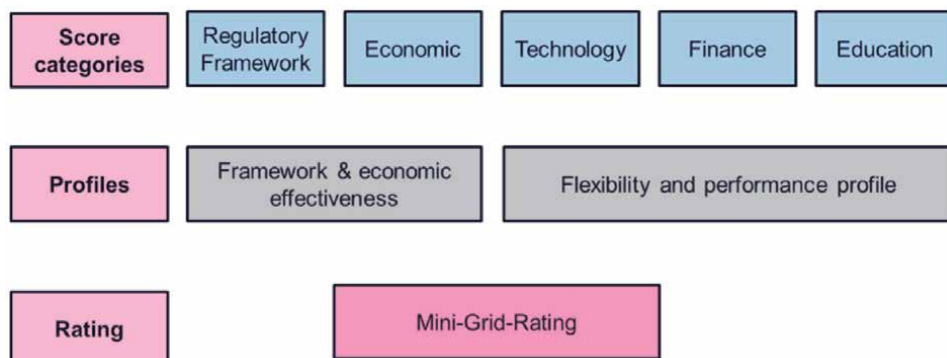 Score
categories
Regulatory
Framework
Economic
Technology
Finance
Education
Profiles
Framework & economic
effectiveness
Flexibility and performance profile
Rating
Mini-Grid-Rating